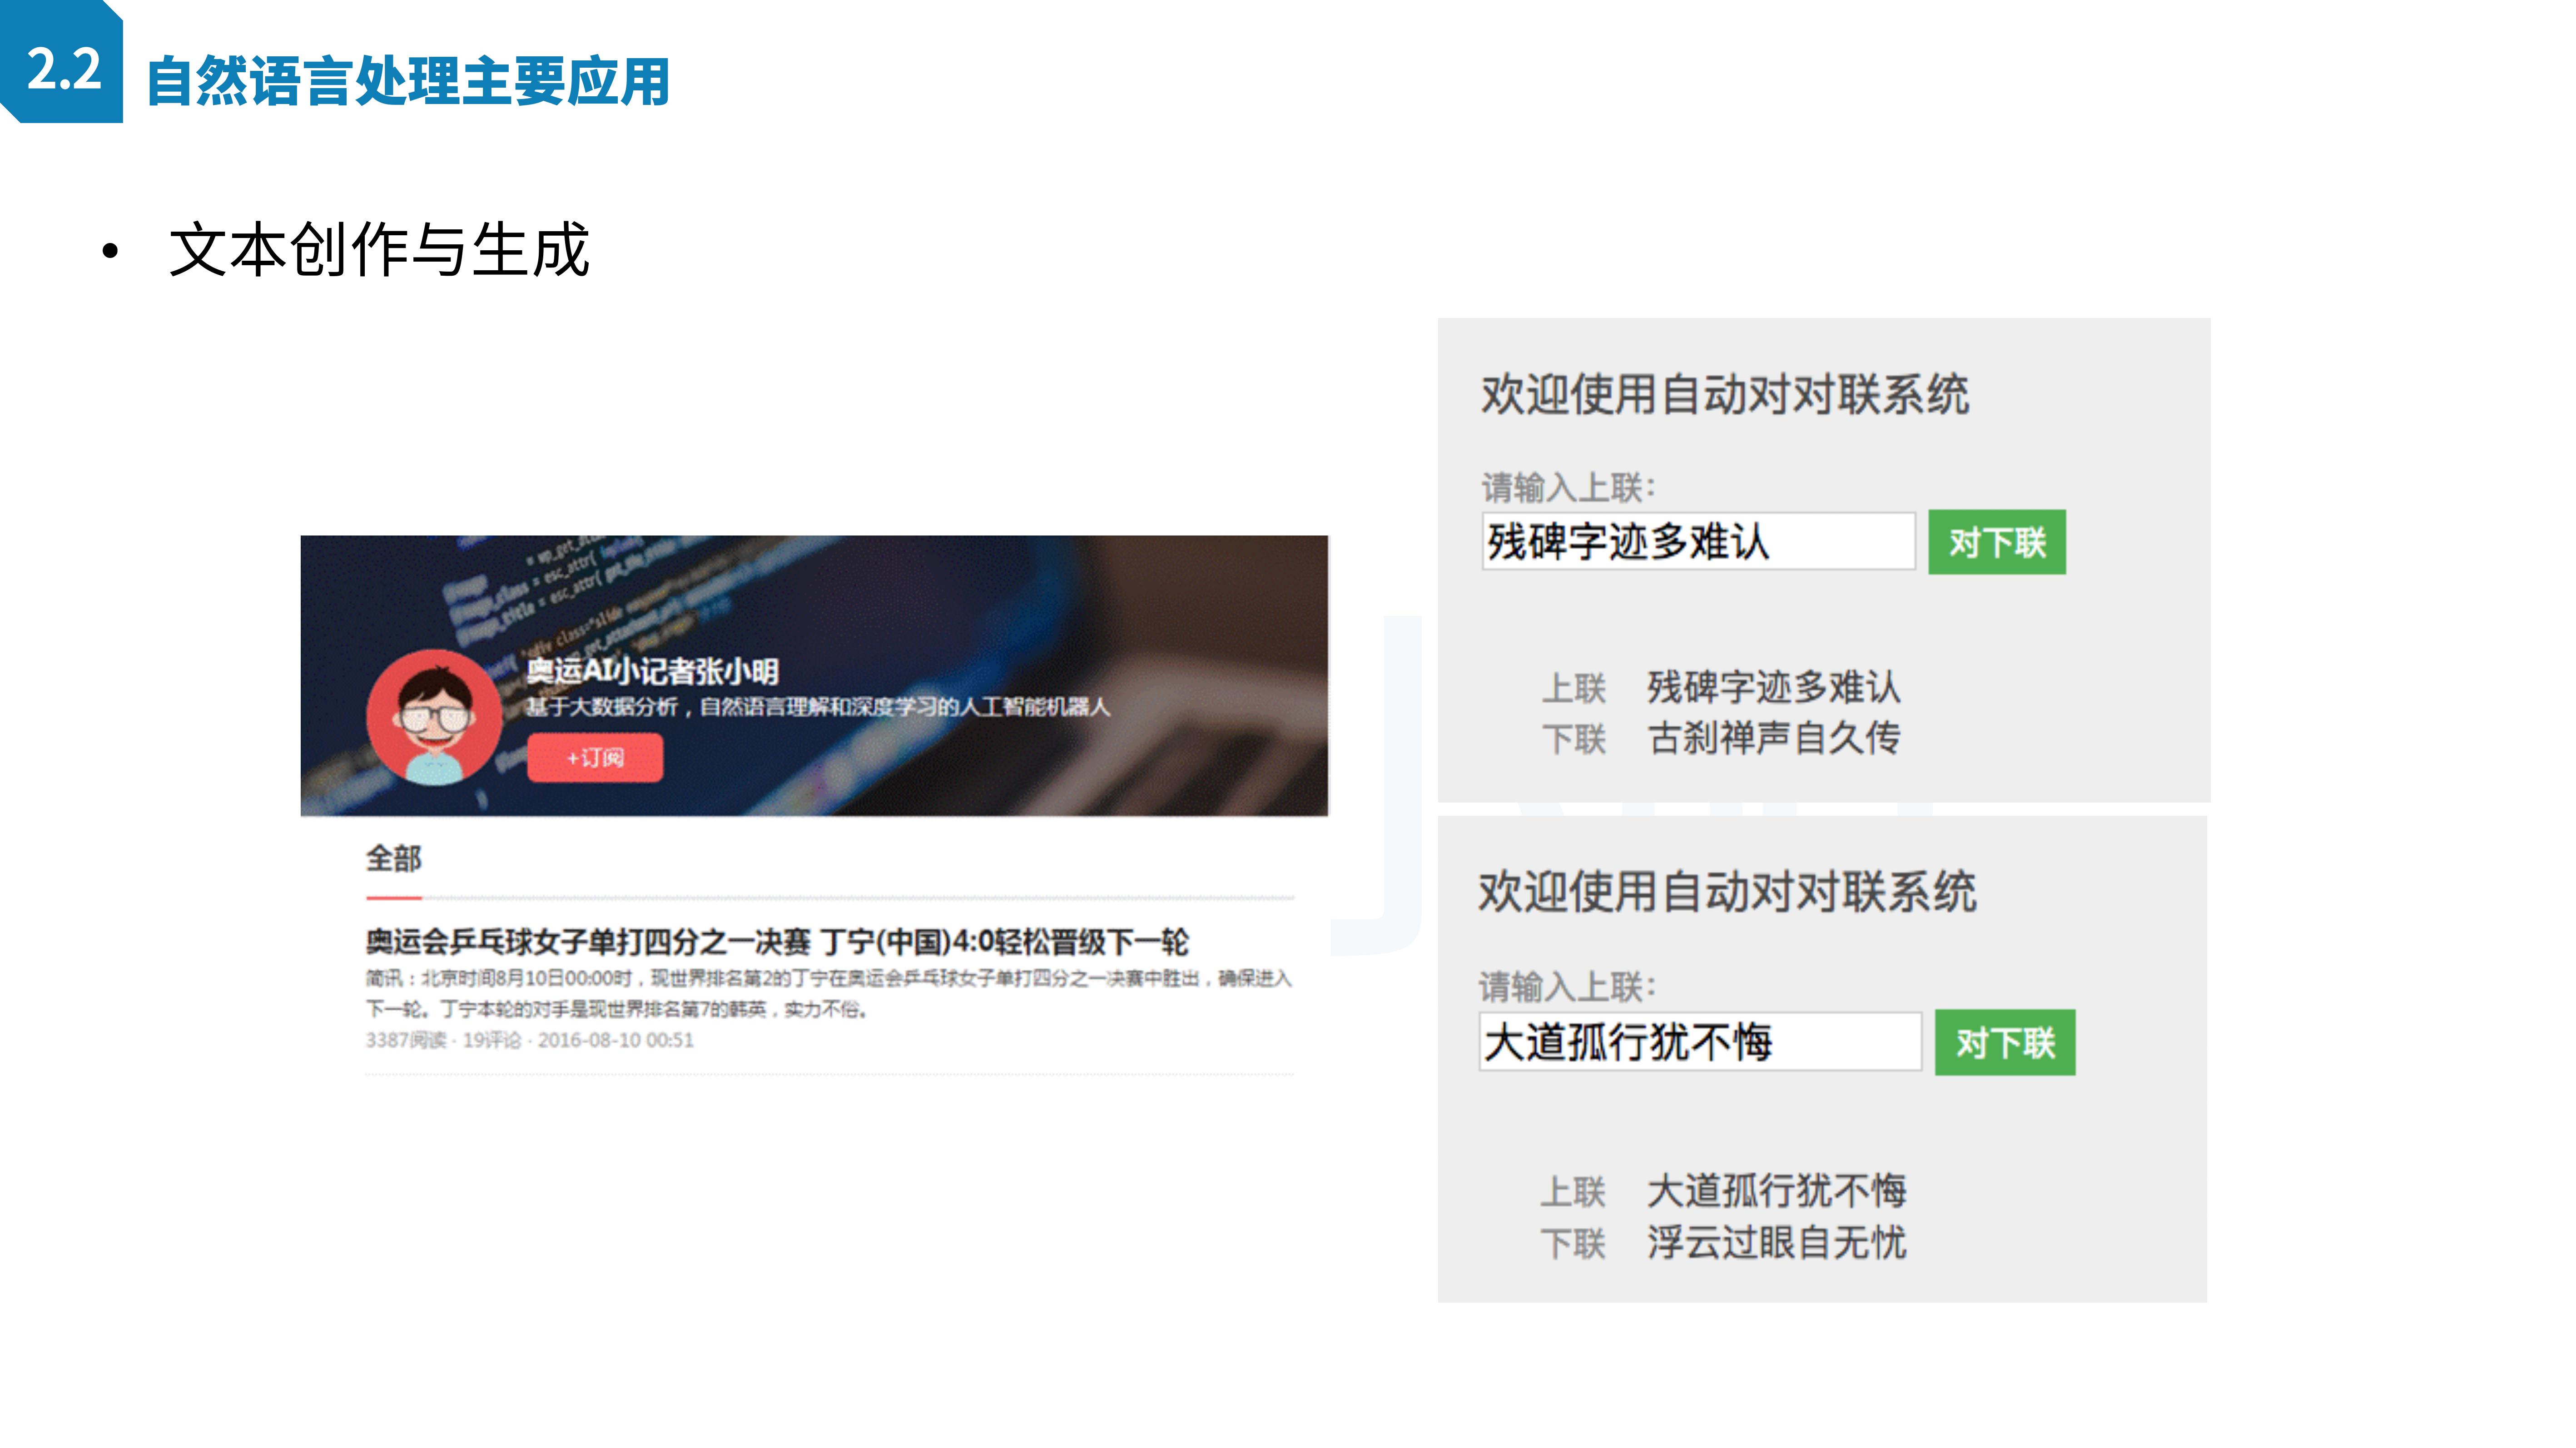 2.2
自然语言处理主要应用
• 文本创作与生成
奥运AI小记者张小明
基于大数据分析，自然语言理解和深度学习的人工智能机器人
+订阅
全部
奥运会乒乓球女子单打四分之一决赛 丁宁(中国)4:0轻松晋级下一轮
简讯：北京时间8月10日00:00时，现世界排名第2的丁宁在奥运会乒乓球女子单打四分之一决赛中胜出，确保进入
下一轮。丁宁本轮的对手是现世界排名第7的韩英，实力不俗。
3387阅读 · 19评论 · 2016-08-10 00:51
欢迎使用自动对对联系统
请输入上联：
残碑字迹多难认 对下联
上联 残碑字迹多难认
下联 古刹禅声自久传
欢迎使用自动对对联系统
请输入上联：
大道孤行犹不悔 对下联
上联 大道孤行犹不悔
下联 浮云过眼自无忧